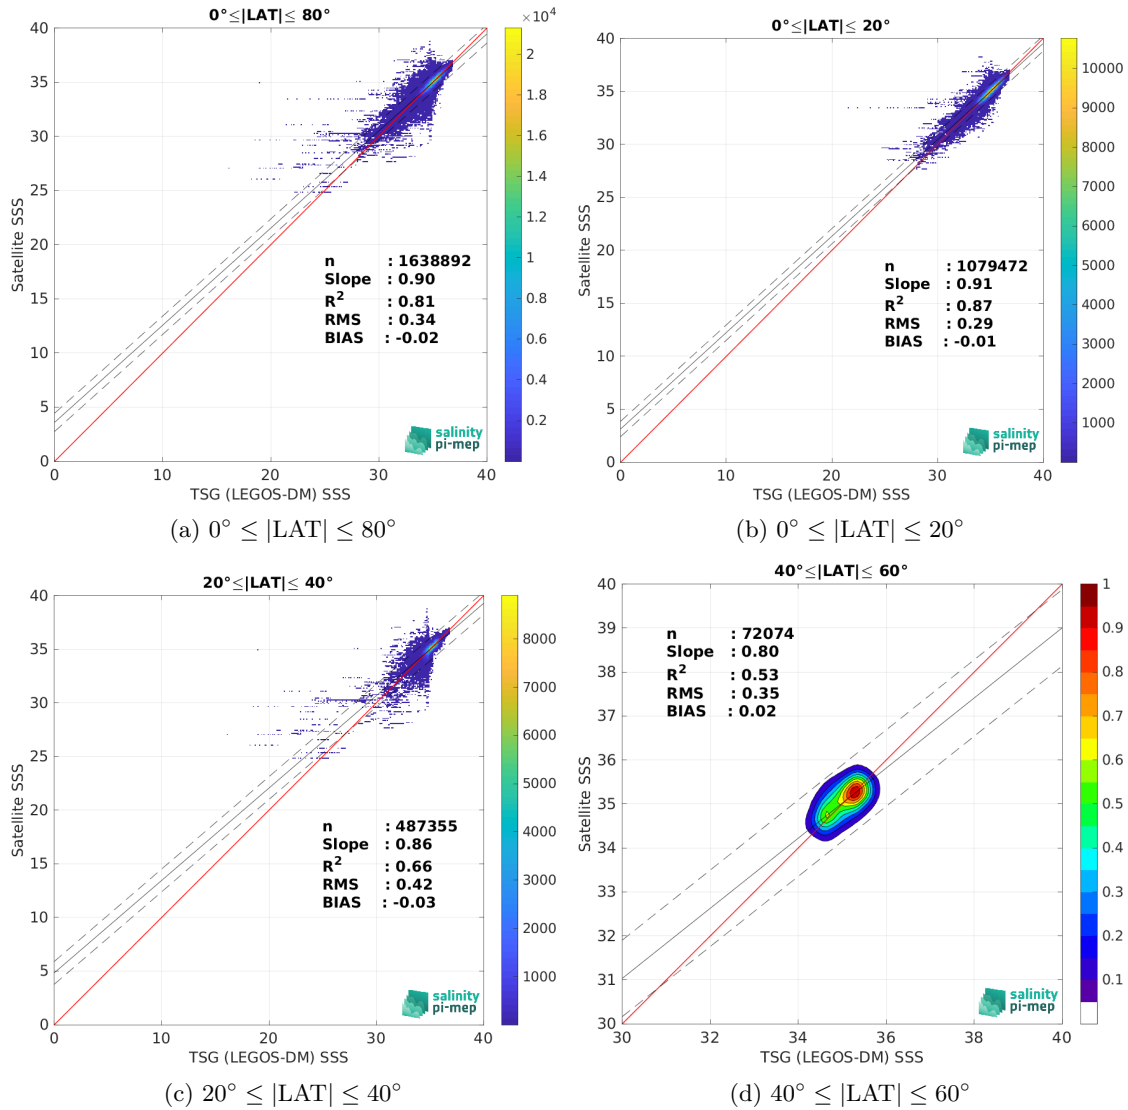 0°≤|LAT|≤ 80°
×10⁴
40
35
30
25
20
15
10
5
0
0
10
20
30
40
2
1.8
1.6
1.4
1.2
1
0.8
0.6
0.4
0.2
Satellite SSS
TSG (LEGOS-DM) SSS
n : 1638892
Slope : 0.90
R² : 0.81
RMS : 0.34
BIAS : -0.02
salinity
pi-mep
(a) 0° ≤ |LAT| ≤ 80°
0°≤|LAT|≤ 20°
40
35
30
25
20
15
10
5
0
0
10
20
30
40
10000
9000
8000
7000
6000
5000
4000
3000
2000
1000
Satellite SSS
TSG (LEGOS-DM) SSS
n : 1079472
Slope : 0.91
R² : 0.87
RMS : 0.29
BIAS : -0.01
salinity
pi-mep
(b) 0° ≤ |LAT| ≤ 20°
20°≤|LAT|≤ 40°
40
35
30
25
20
15
10
5
0
0
10
20
30
40
8000
7000
6000
5000
4000
3000
2000
1000
Satellite SSS
TSG (LEGOS-DM) SSS
n : 487355
Slope : 0.86
R² : 0.66
RMS : 0.42
BIAS : -0.03
salinity
pi-mep
(c) 20° ≤ |LAT| ≤ 40°
40°≤|LAT|≤ 60°
40
39
38
37
36
35
34
33
32
31
30
30
32
34
36
38
40
1
0.9
0.8
0.7
0.6
0.5
0.4
0.3
0.2
0.1
Satellite SSS
TSG (LEGOS-DM) SSS
n : 72074
Slope : 0.80
R² : 0.53
RMS : 0.35
BIAS : 0.02
salinity
pi-mep
(d) 40° ≤ |LAT| ≤ 60°